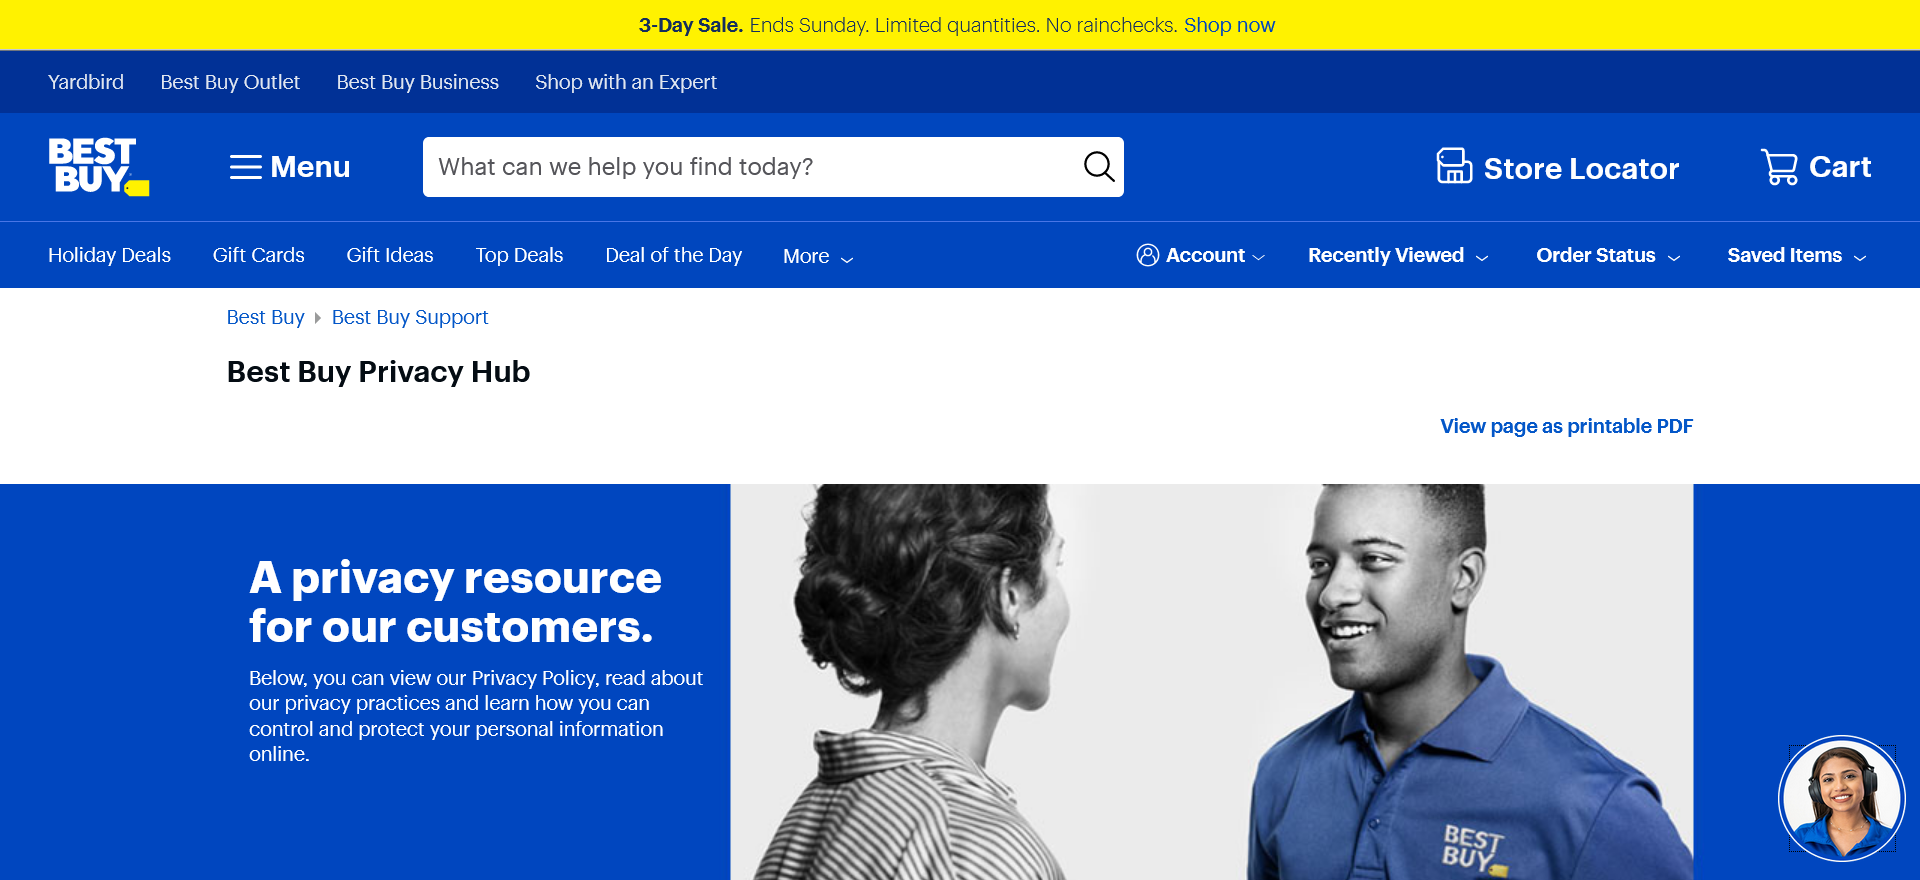 3-Day Sale. Ends Sunday. Limited quantities. No rainchecks. Shop now
Yardbird Best Buy Outlet Best Buy Business Shop with an Expert
BEST
BUY
Menu
What can we help you find today?
Store Locator
Cart
Holiday Deals Gift Cards Gift Ideas Top Deals Deal of the Day More
Account Recently Viewed Order Status Saved Items
Best Buy Best Buy Support
Best Buy Privacy Hub
View page as printable PDF
A privacy resource
for our customers.
Below, you can view our Privacy Policy, read about
our privacy practices and learn how you can
control and protect your personal information
online.
BEST
BUY